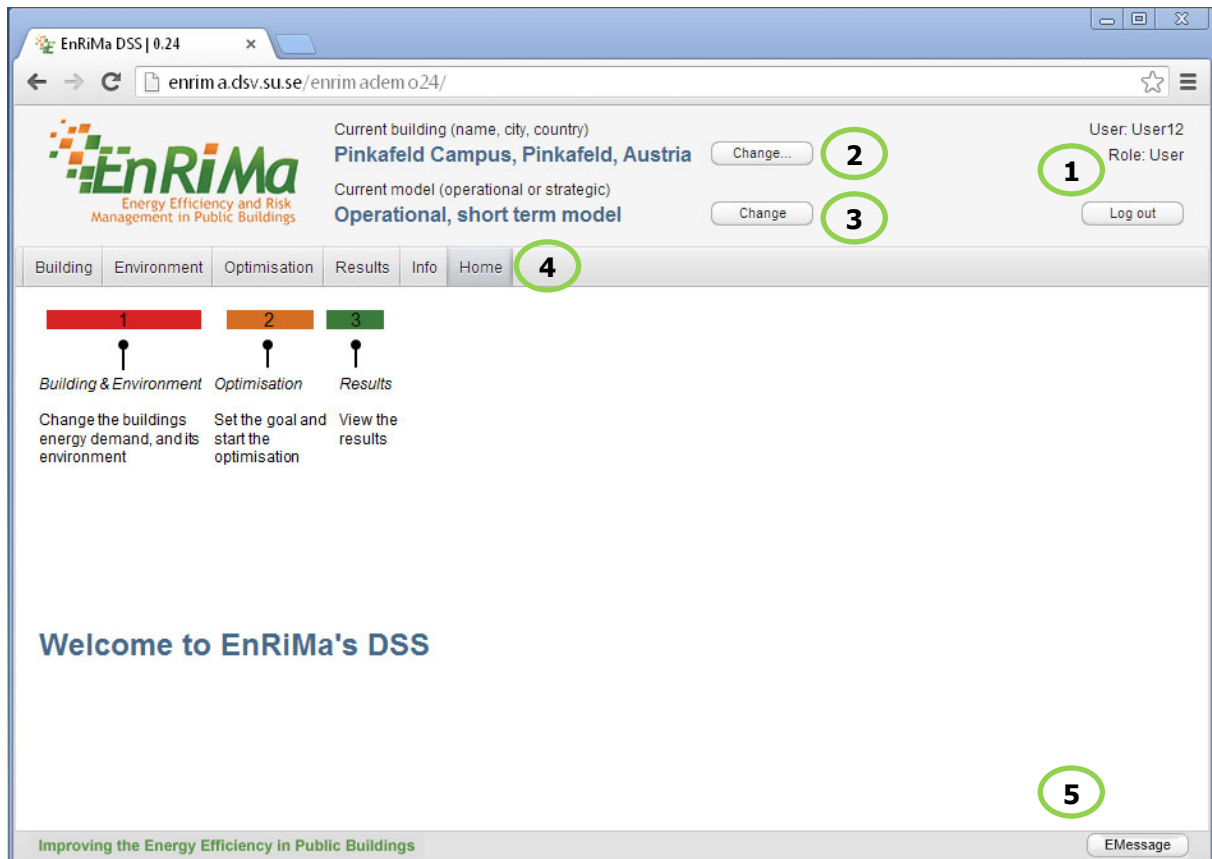 EnRiMa DSS | 0.24
enrima.dsv.su.se/enrimademo24/
EnRiMa
Energy Efficiency and Risk
Management in Public Buildings
Current building (name, city, country)
Pinkafeld Campus, Pinkafeld, Austria
Change...
2
Current model (operational or strategic)
Operational, short term model
Change
3
User: User12
Role: User
1
Log out
Building Environment Optimisation Results Info Home
4
1 2 3
Building & Environment Optimisation Results
Change the buildings
energy demand, and its
environment
Set the goal and
start the
optimisation
View the
results
Welcome to EnRiMa's DSS
5
Improving the Energy Efficiency in Public Buildings
EMessage